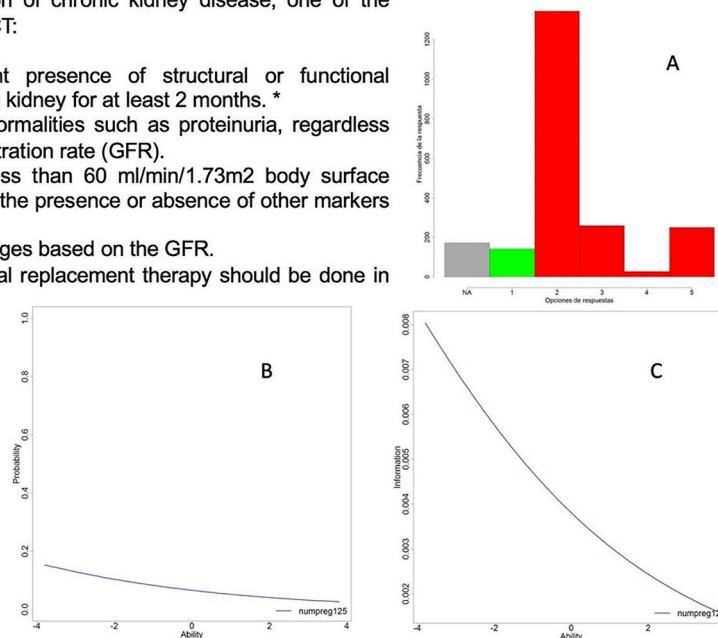 of chronic kidney disease, one of the
CT:
presence of structural or functional
kidney for at least 2 months. *
ormalities such as proteinuria, regardless
tration rate (GFR).
ss than 60 ml/min/1.73m2 body surface
the presence or absence of other markers
ges based on the GFR.
al replacement therapy should be done in
A
Frecuencia de la respuesta
1200
1000
800
600
400
200
0
NA 1 2 3 4 5
Opciones de respuestas
B
Probability
1.0
0.8
0.6
0.4
0.2
0.0
numpreg125
-4 -2 0 2 4
Ability
C
Information
0.008
0.007
0.006
0.005
0.004
0.003
0.002
numpreg12
-4 -2 0 2
Ability